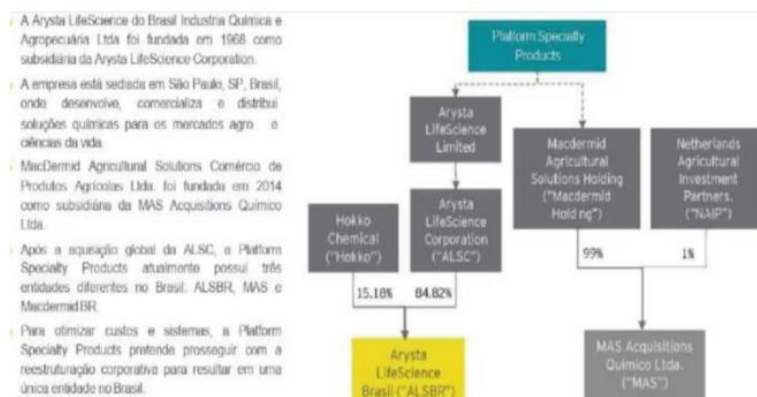 A Arysta LifeScience do Brasil Industria Química e
Agropecuária Ltda foi fundada em 1968 como
subsidiária da Arysta LifeScience Corporation.
A empresa está sediada em São Paulo, SP, Brasil,
onde desenvolve, comercializa e distribui
soluções químicas para os mercados agro e
ciências da vida.
MacDermid Agricultural Solutions Comércio de
Produtos Agrícolas Ltda. foi fundada em 2014
como subsidiária da MAS Acquisitions Químico
Ltda.
Após a aquisição global da ALSC, a Platform
Specialty Products atualmente possui três
entidades diferentes no Brasil: ALSBR, MAS e
Macdermid BR.
Para otimizar custos e sistemas, a Platform
Specialty Products pretende prosseguir com a
reestruturação corporativa para resultar em uma
única entidade no Brasil.
Platform Specialty
Products
Arysta
LifeScience
Limited
Macdermid
Agricultural
Solutions Holding
("Macdermid
Holding")
Netherlands
Agricultural
Investment
Partners.
("NAIP")
Hokko
Chemical
("Hokko")
Arysta
LifeScience
Corporation
("ALSC")
99%
1%
15.18%
84.82%
Arysta
LifeScience
Brasil ("ALSBR")
MAS Acquisitions
Químico Ltda.
("MAS")